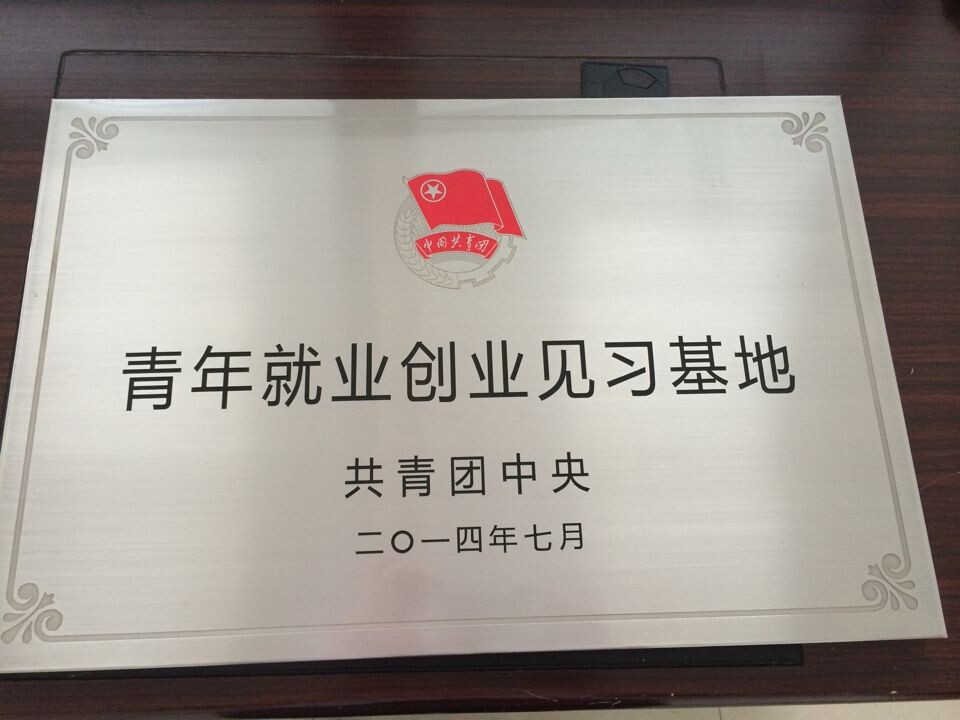 中国共青团
青年就业创业见习基地
共青团中央
二〇一四年七月